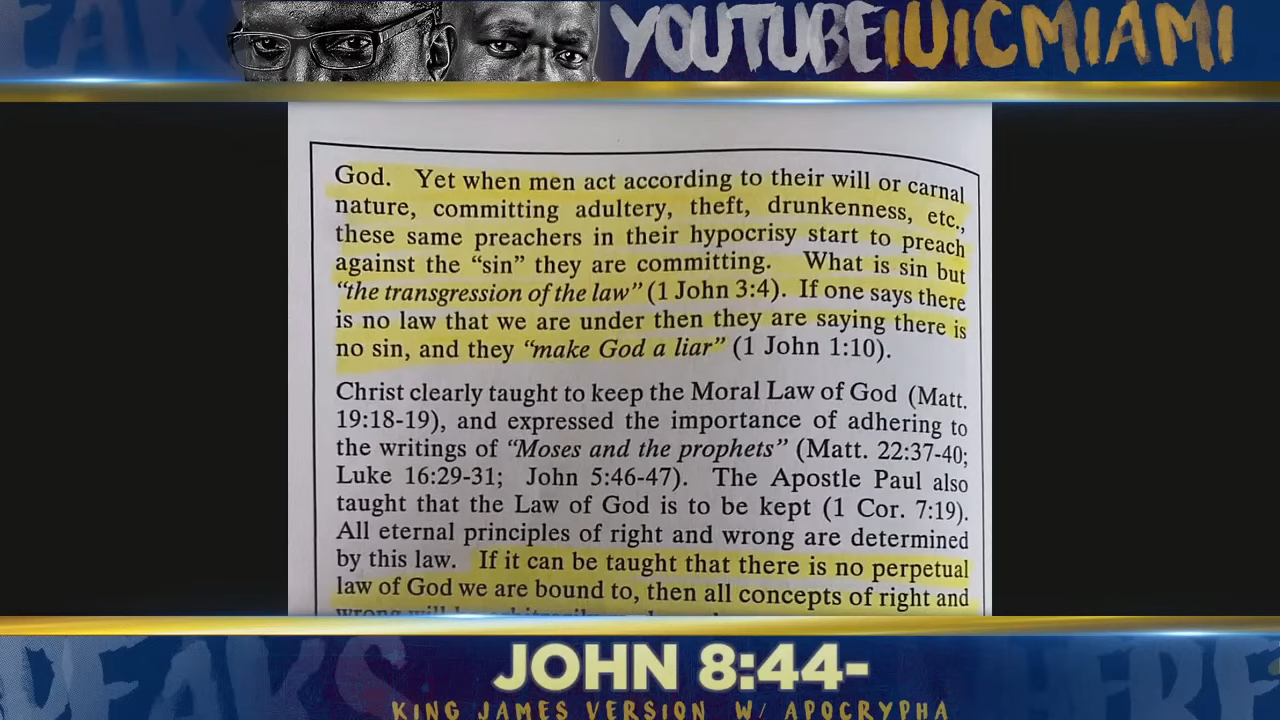 YOUTUBE IUICMIAMI
God. Yet when men act according to their will or carnal
nature, committing adultery, theft, drunkenness, etc.,
these same preachers in their hypocrisy start to preach
against the “sin” they are committing. What is sin but
“the transgression of the law” (1 John 3:4). If one says there
is no law that we are under then they are saying there is
no sin, and they “make God a liar” (1 John 1:10).
Christ clearly taught to keep the Moral Law of God (Matt.
19:18-19), and expressed the importance of adhering to
the writings of “Moses and the prophets” (Matt. 22:37-40;
Luke 16:29-31; John 5:46-47). The Apostle Paul also
taught that the Law of God is to be kept (1 Cor. 7:19).
All eternal principles of right and wrong are determined
by this law. If it can be taught that there is no perpetual
law of God we are bound to, then all concepts of right and
wrong will
JOHN 8:44-
KING JAMES VERSION W/ APOCRYPHA